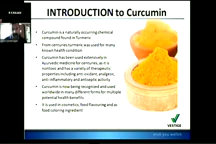 INTRODUCTION to Curcumin
• Curcumin is a naturally occurring chemical
compound found in Turmeric
• From centuries turmeric was used for many
known health condition
• Curcumin has been used extensively in
Ayurvedic medicine for centuries, as it is
nontoxic and has a variety of therapeutic
properties including anti-oxidant, analgesic,
anti-inflammatory and antiseptic activity
• Curcumin is now being recognized and used
worldwide in many different forms for multiple
potential health benefits
• It is used in cosmetics, food flavouring and as
food coloring ingredient
VESTIGE